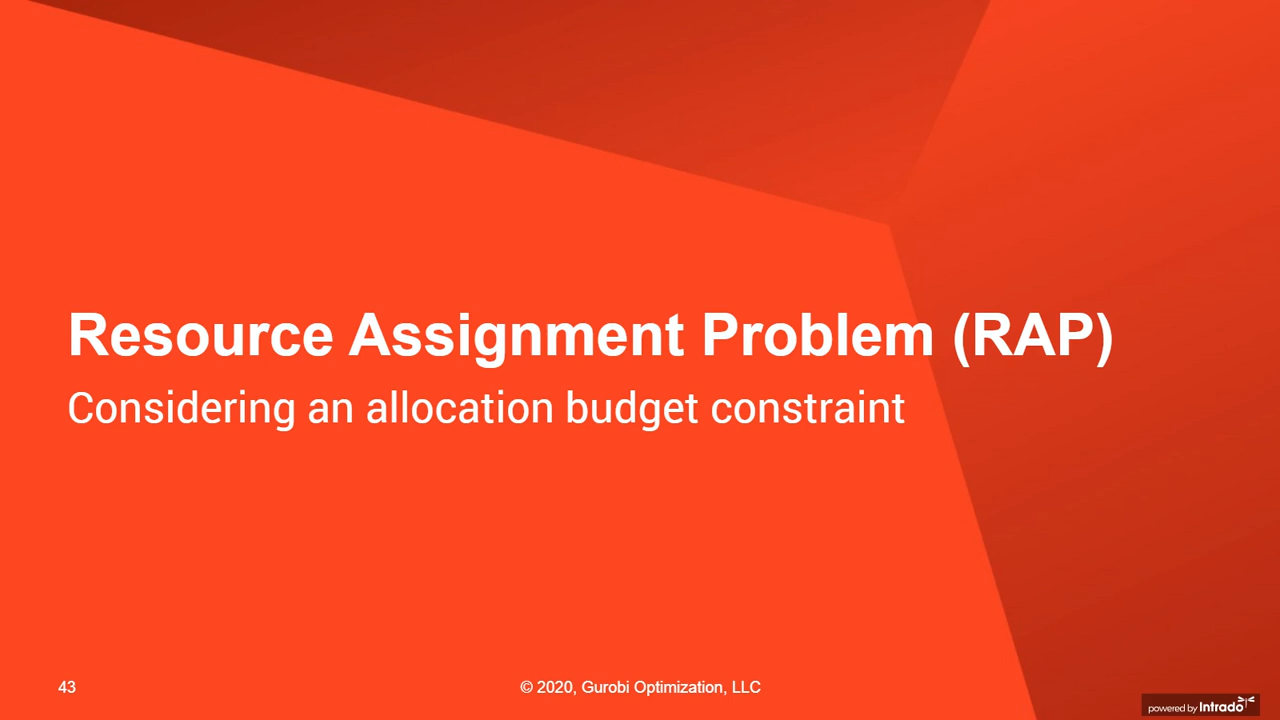 Resource Assignment Problem (RAP)
Considering an allocation budget constraint
43
© 2020, Gurobi Optimization, LLC
powered by Intrado